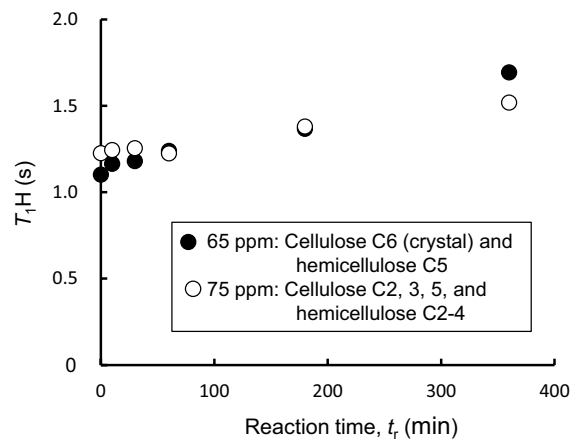 2.0
1.5
1.0
0.5
0
T₁H (s)
65 ppm: Cellulose C6 (crystal) and
hemicellulose C5
75 ppm: Cellulose C2, 3, 5, and
hemicellulose C2-4
0 100 200 300 400
Reaction time, tᵣ (min)